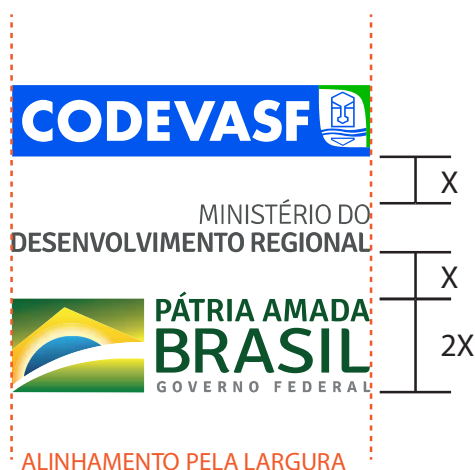 CODEVASF
X
MINISTÉRIO DO
DESENVOLVIMENTO REGIONAL
X
PÁTRIA AMADA
BRASIL
GOVERNO FEDERAL
2X
ALINHAMENTO PELA LARGURA